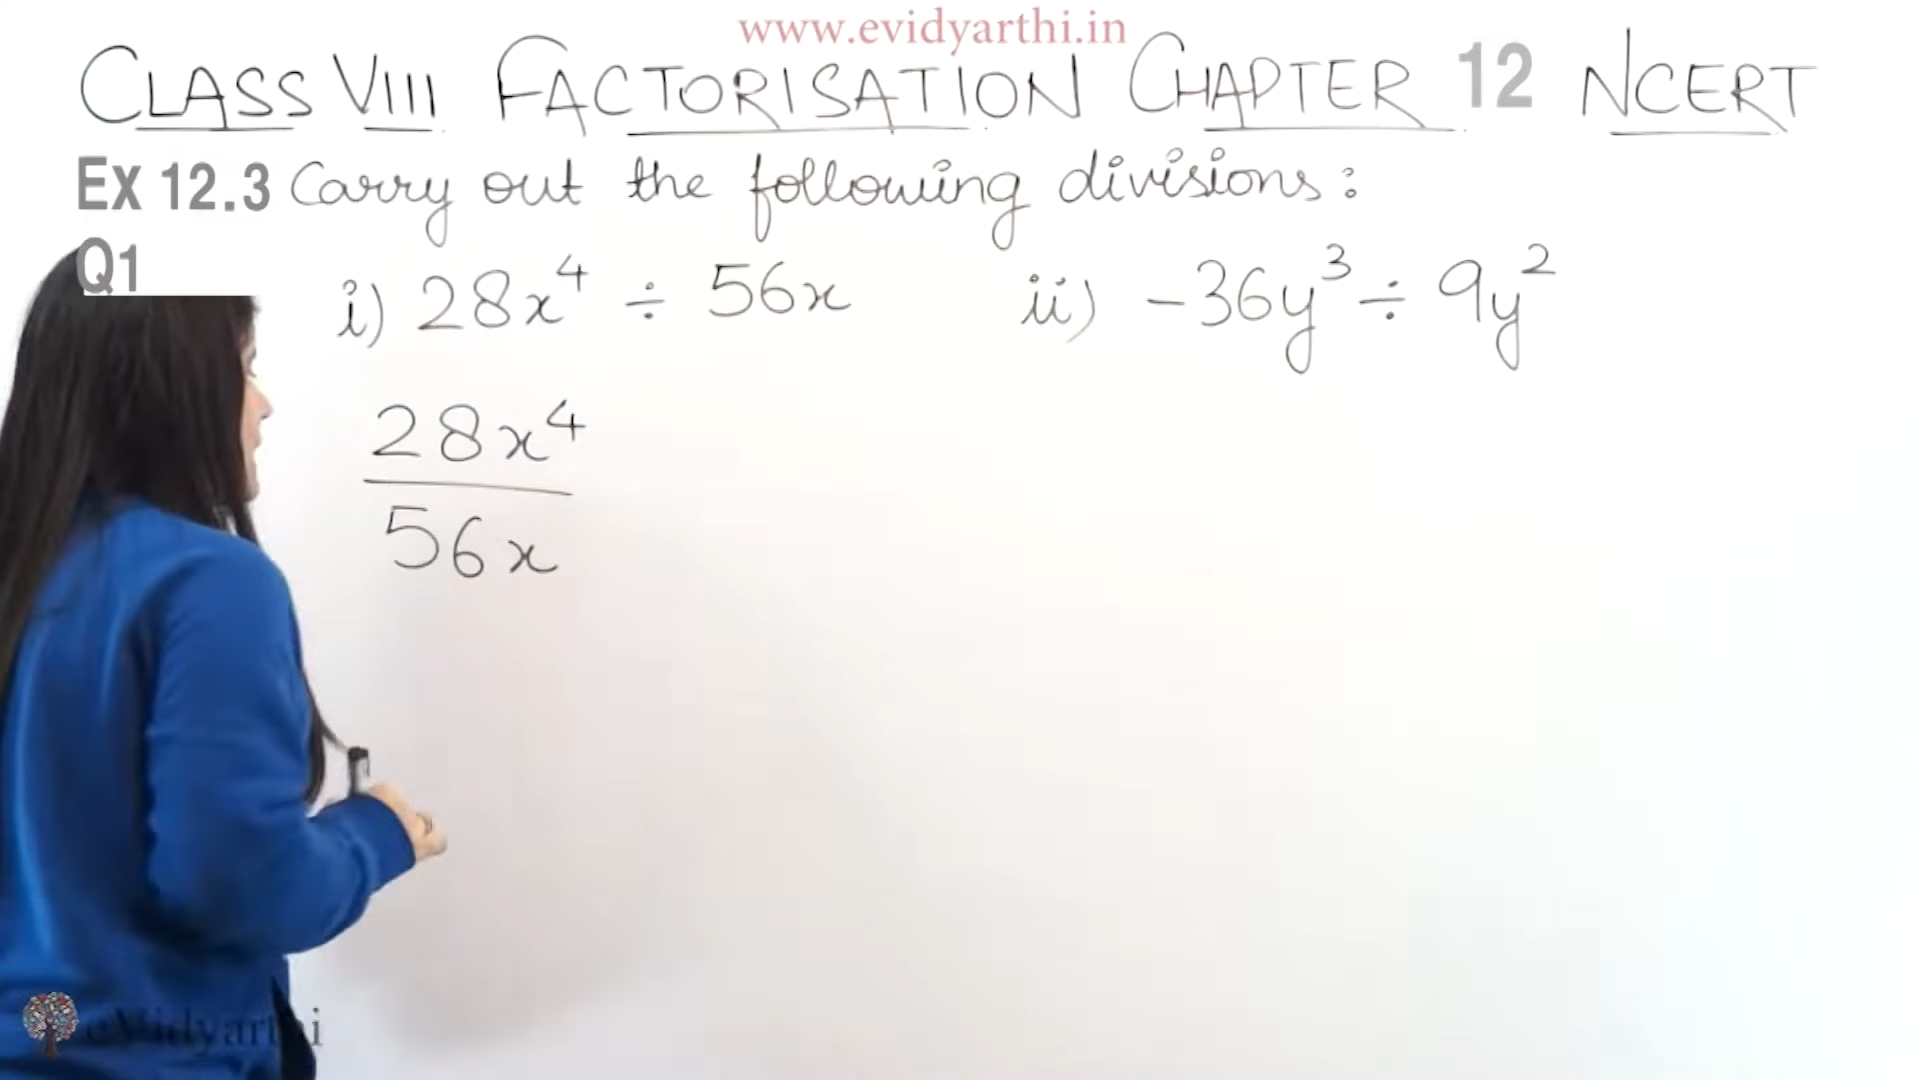 www.evidyarthi.in
CLASS VIII FACTORISATION CHAPTER 12 NCERT
Ex 12.3 Carry out the following divisions:
Q1
i) 28x⁴ ÷ 56x ii) -36y³ ÷ 9y²
28x⁴
56x
eVidyarthi